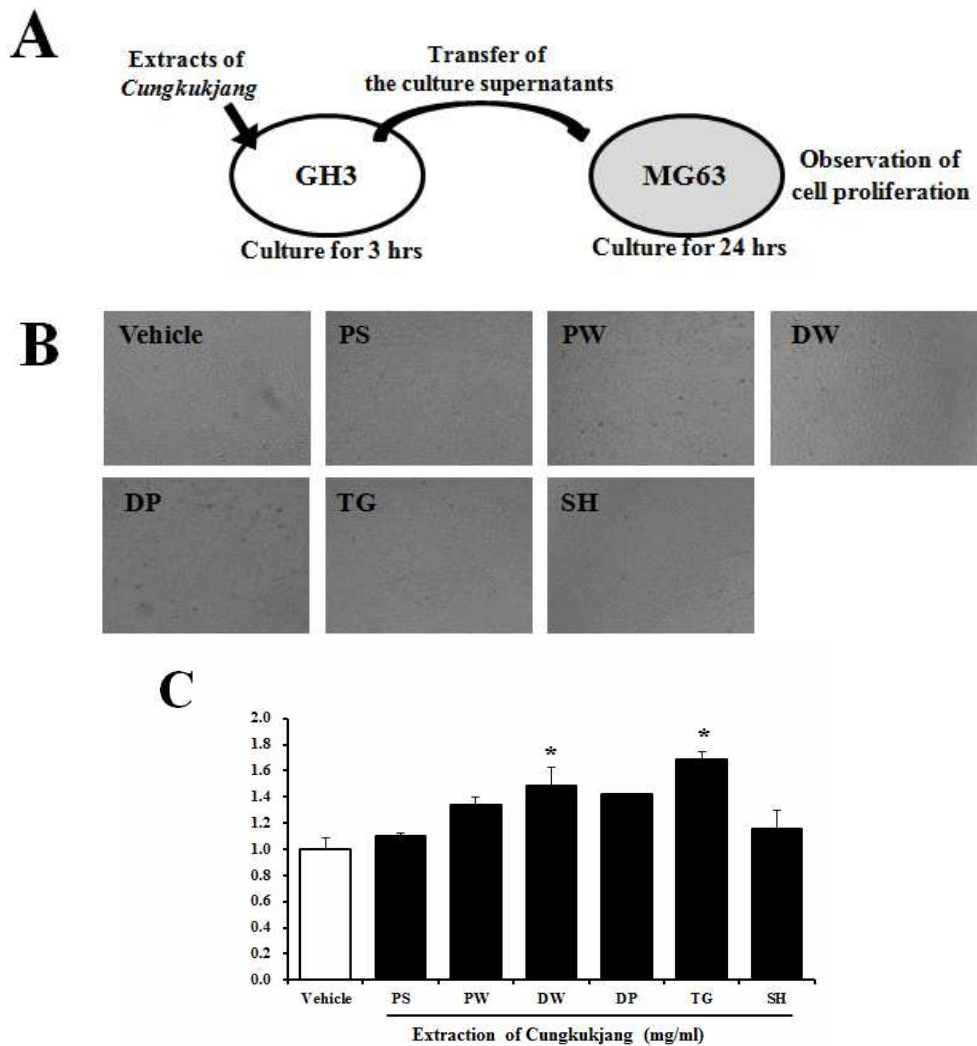 A
Extracts of
Cungkukjang
Transfer of
the culture supernatants
GH3
MG63
Observation of
cell proliferation
Culture for 3 hrs
Culture for 24 hrs
B
Vehicle
PS
PW
DW
DP
TG
SH
C
2.0
1.8
1.6
1.4
1.2
1.0
0.8
0.6
0.4
0.2
0.0
*
*
Vehicle PS PW DW DP TG SH
Extraction of Cungkukjang (mg/ml)